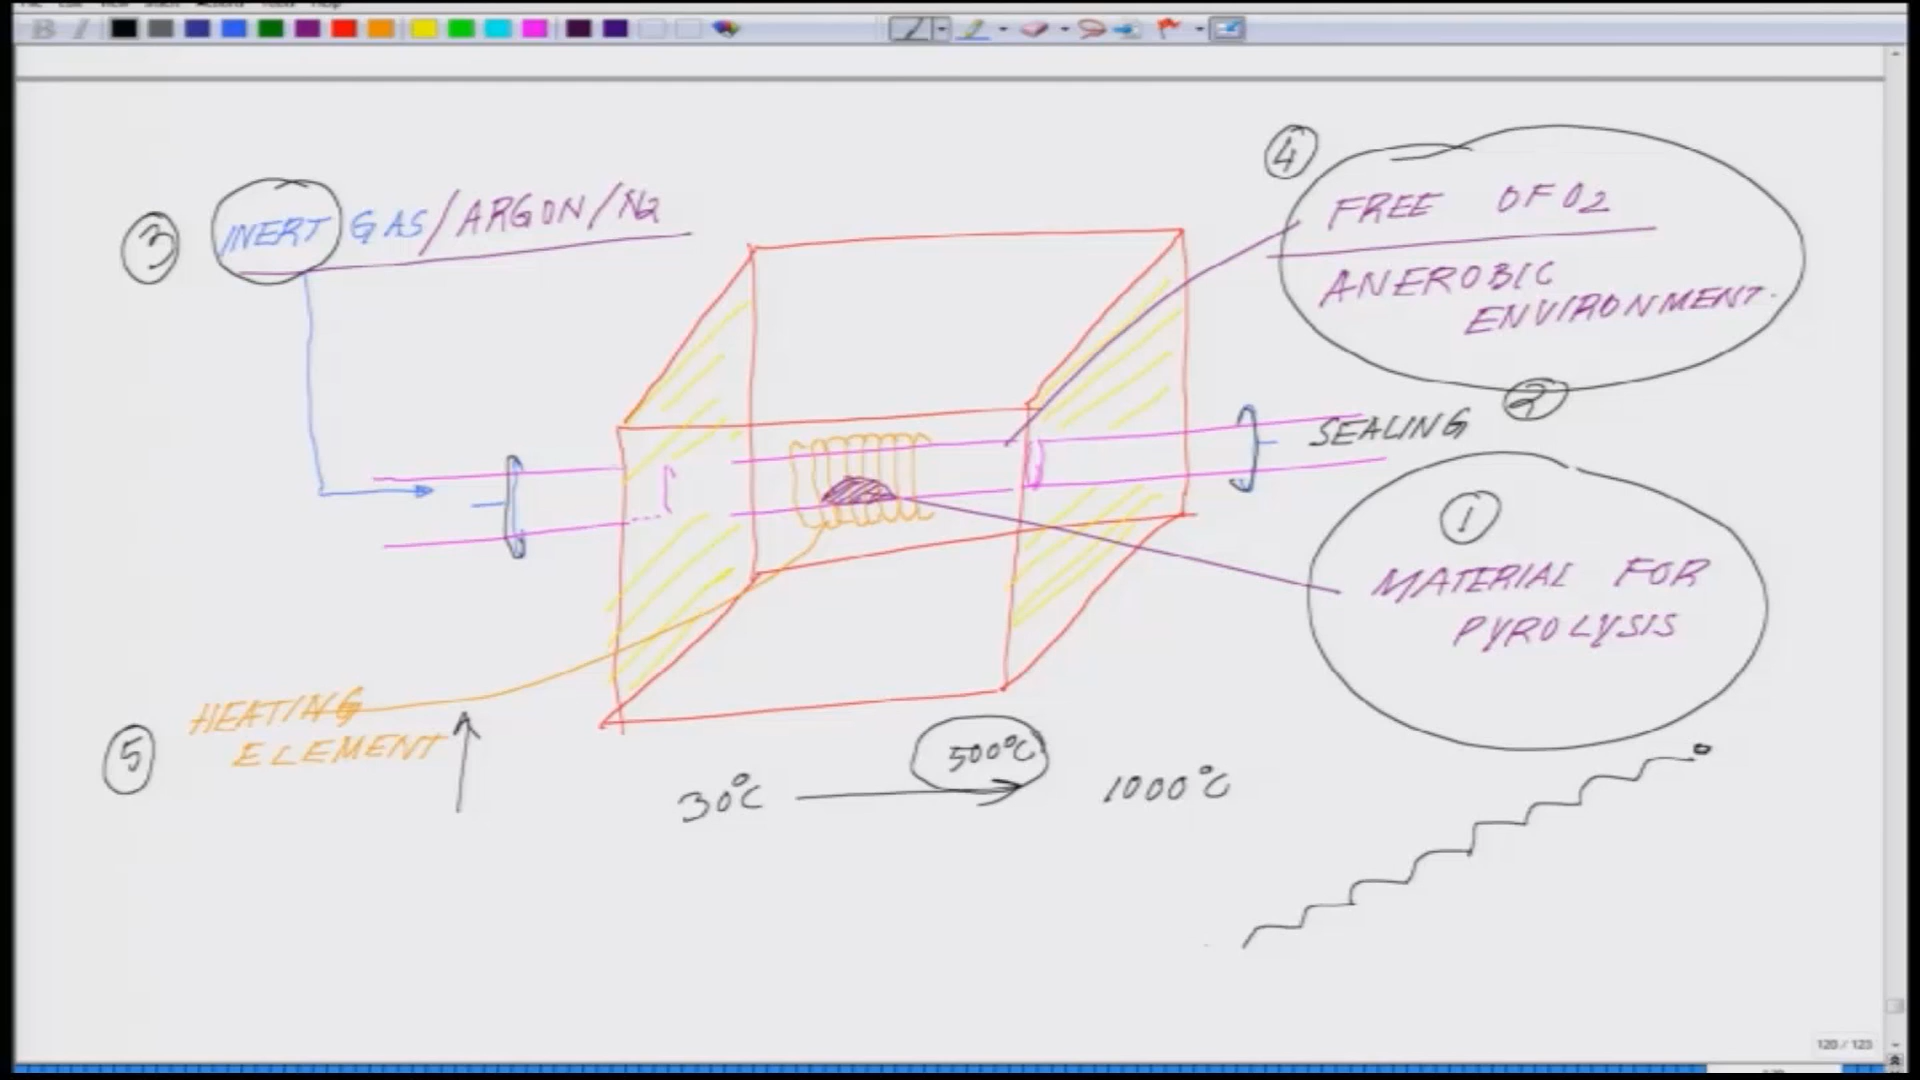 ④
③ INERT GAS/ARGON/N2
FREE OF O2
ANEROBIC
ENVIRONMENT.
②
SEALING
①
MATERIAL FOR
PYROLYSIS
HEATING
⑤ ELEMENT
30°C
500°C
1000°C
120 / 123